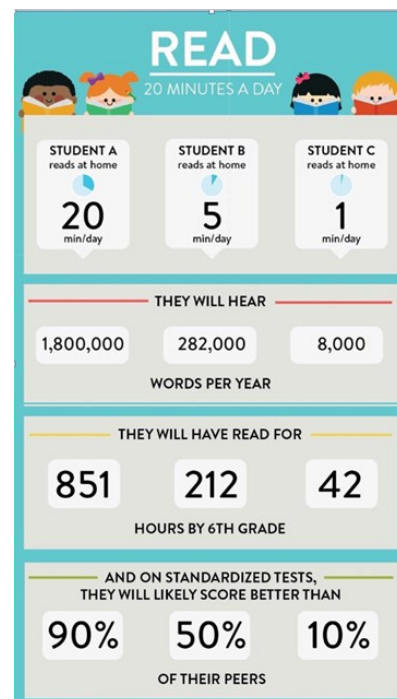 READ
20 MINUTES A DAY
STUDENT A
reads at home
20
min/day
STUDENT B
reads at home
5
min/day
STUDENT C
reads at home
1
min/day
THEY WILL HEAR
1,800,000 282,000 8,000
WORDS PER YEAR
THEY WILL HAVE READ FOR
851 212 42
HOURS BY 6TH GRADE
AND ON STANDARDIZED TESTS,
THEY WILL LIKELY SCORE BETTER THAN
90% 50% 10%
OF THEIR PEERS